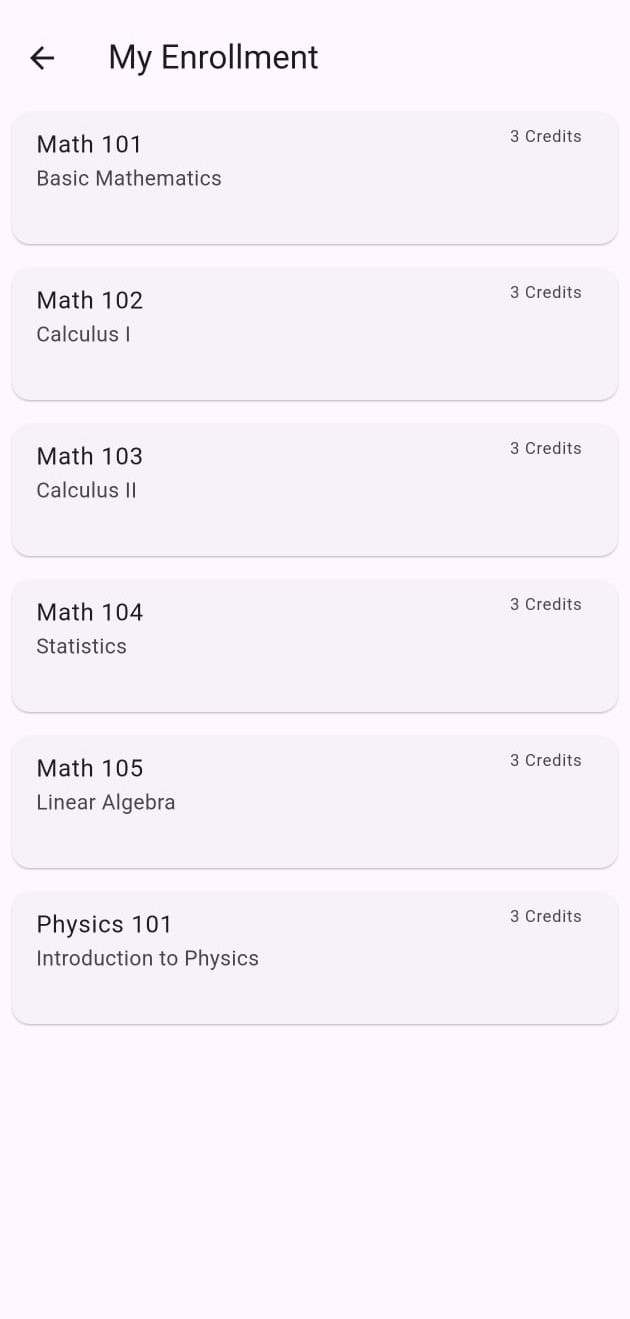 My Enrollment
Math 101
3 Credits
Basic Mathematics
Math 102
3 Credits
Calculus I
Math 103
3 Credits
Calculus II
Math 104
3 Credits
Statistics
Math 105
3 Credits
Linear Algebra
Physics 101
3 Credits
Introduction to Physics